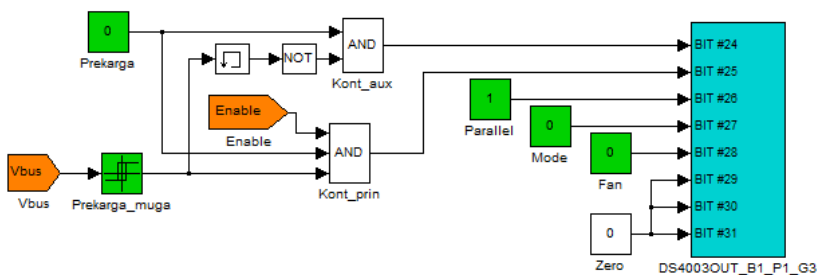 0
Prekarga
AND
Kont_aux
NOT
Enable
Enable
AND
Kont_prin
Vbus
Vbus
Prekarga_muga
1
Parallel
0
Mode
0
Fan
0
Zero
BIT #24
BIT #25
BIT #26
BIT #27
BIT #28
BIT #29
BIT #30
BIT #31
DS4003OUT_B1_P1_G3